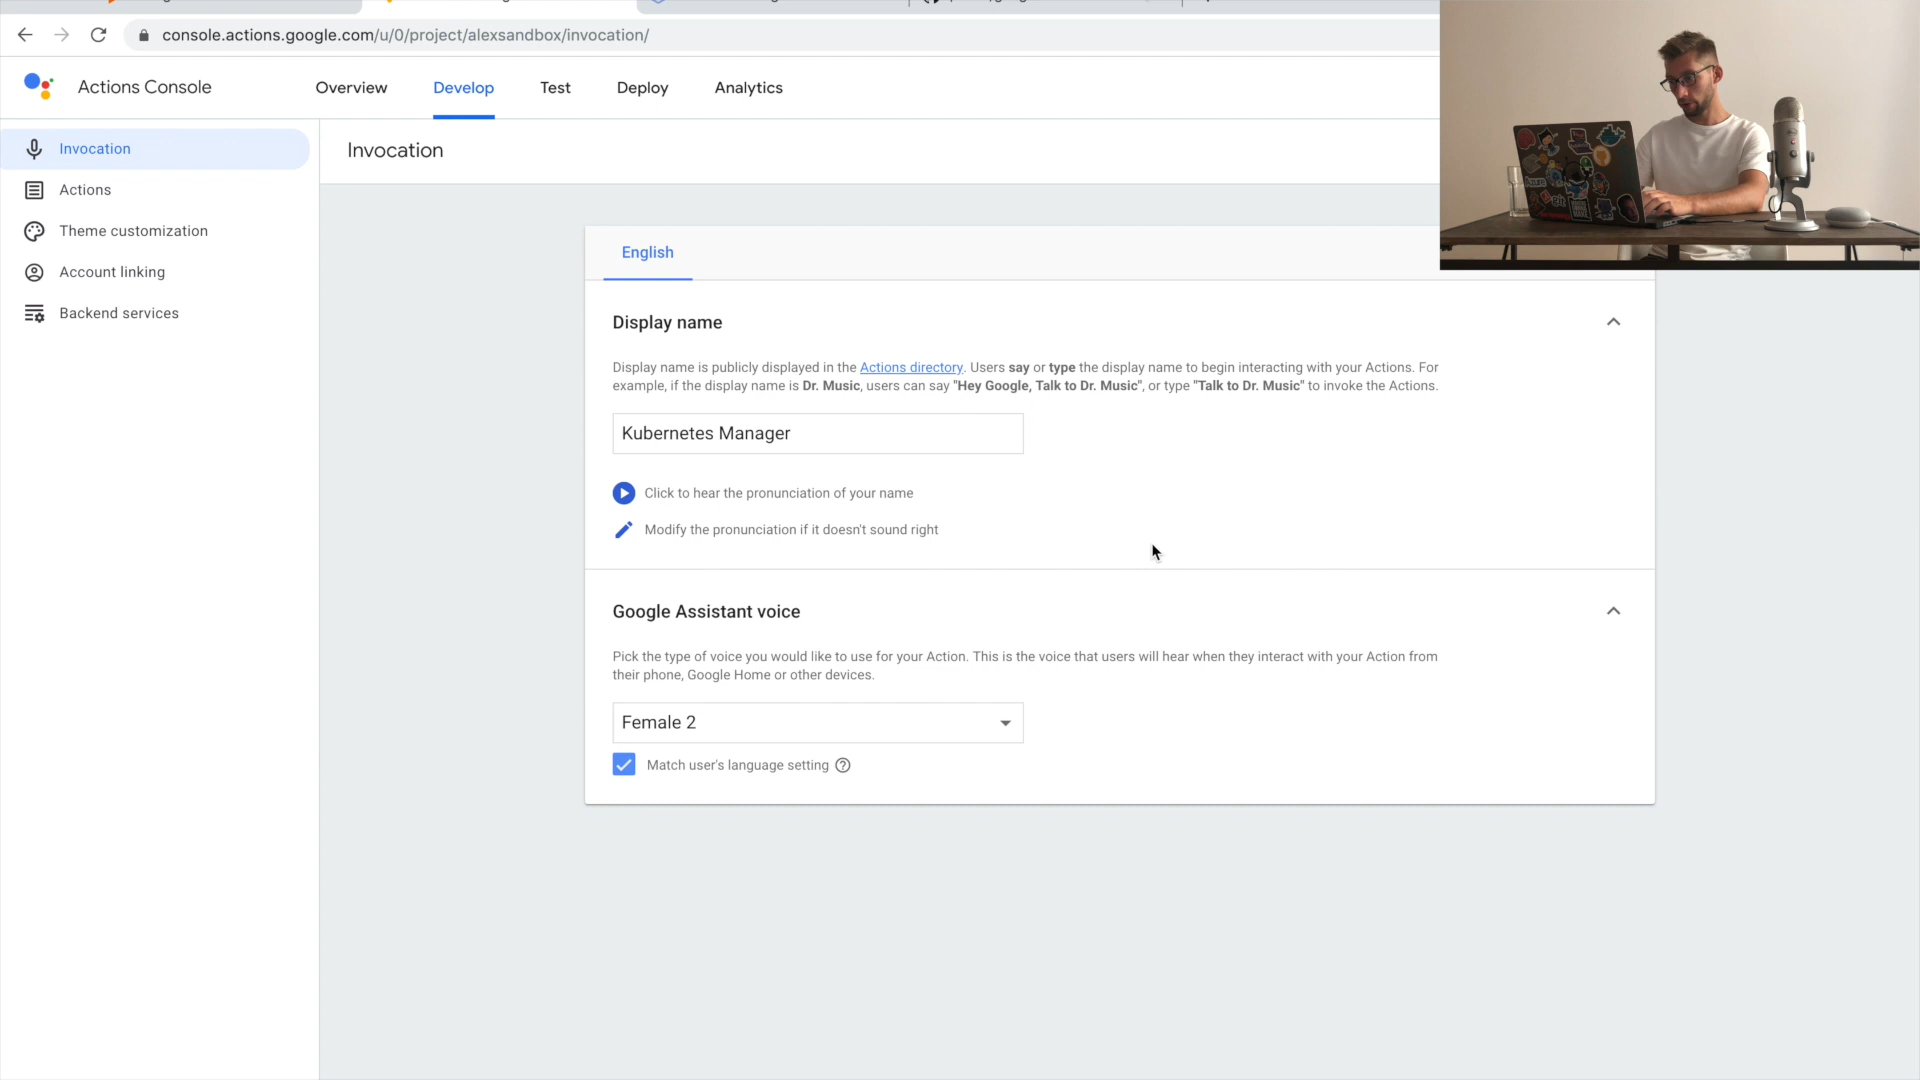 console.actions.google.com/u/0/project/alexsandbox/invocation/
Actions Console
Overview
Develop
Test
Deploy
Analytics
Invocation
Actions
Theme customization
Account linking
Backend services
Invocation
English
Display name
Display name is publicly displayed in the Actions directory. Users say or type the display name to begin interacting with your Actions. For
example, if the display name is Dr. Music, users can say "Hey Google, Talk to Dr. Music", or type "Talk to Dr. Music" to invoke the Actions.
Kubernetes Manager
Click to hear the pronunciation of your name
Modify the pronunciation if it doesn't sound right
Google Assistant voice
Pick the type of voice you would like to use for your Action. This is the voice that users will hear when they interact with your Action from
their phone, Google Home or other devices.
Female 2
Match user's language setting
Azure
git